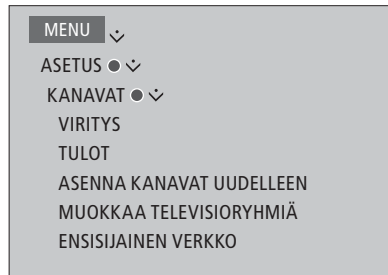 MENU
ASETUS
KANAVAT
VIRITYS
TULOT
ASENNA KANAVAT UUDELLEEN
MUOKKAA TELEVISIORYHMIÄ
ENSISIJAINEN VERKKO